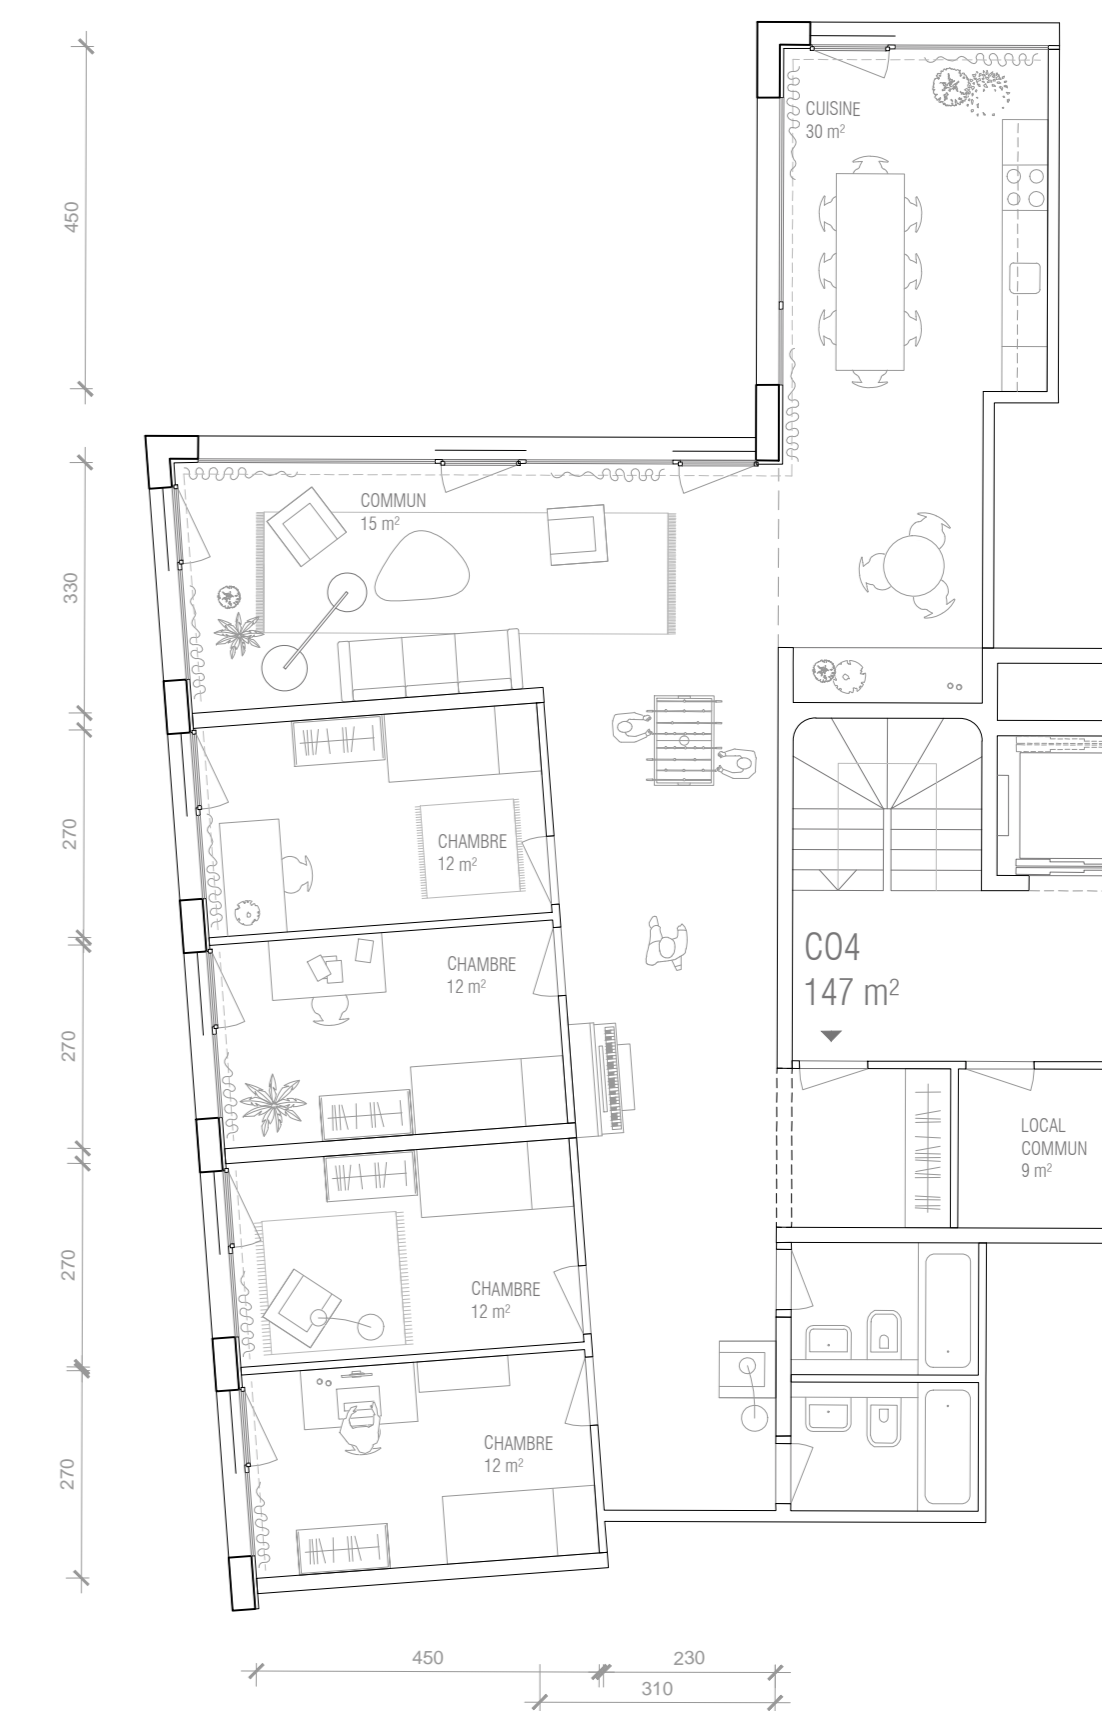 CUISINE
30 m²
450
COMMUN
15 m²
330
CHAMBRE
12 m²
270
CHAMBRE
12 m²
C04
147 m²
270
LOCAL
COMMUN
9 m²
CHAMBRE
12 m²
270
CHAMBRE
12 m²
270
450
230
310